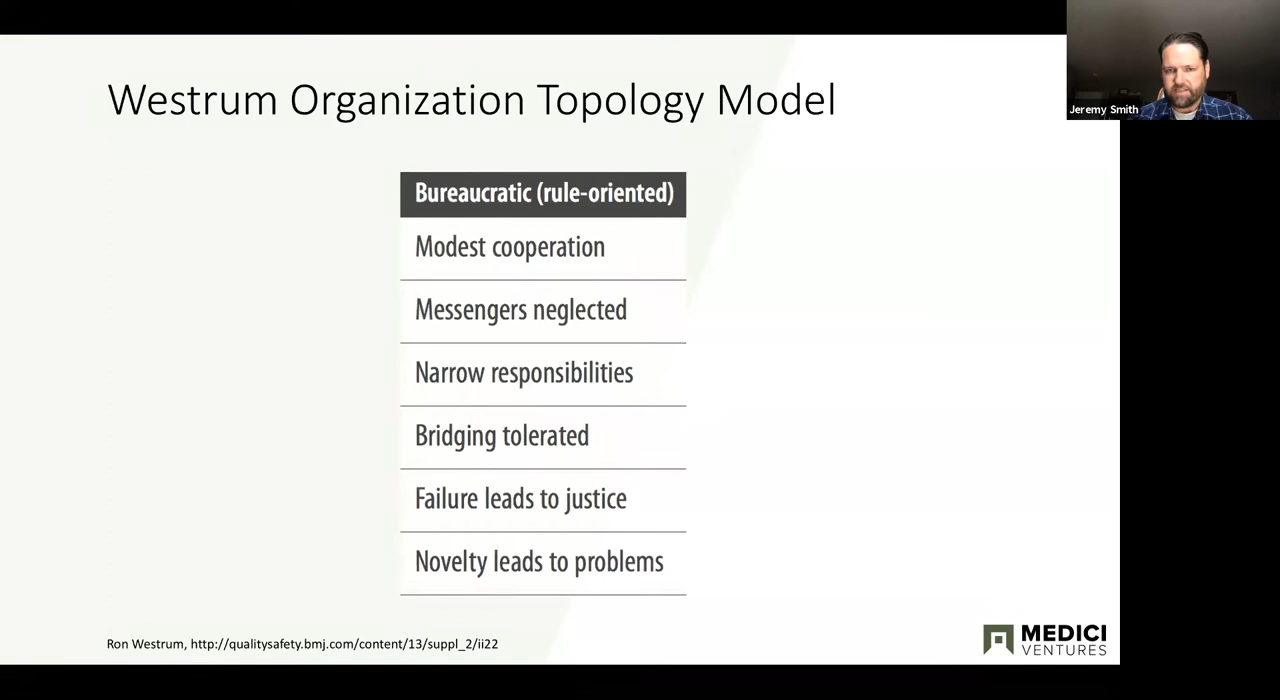 Westrum Organization Topology Model
Jeremy Smith
Bureaucratic (rule-oriented)
Modest cooperation
Messengers neglected
Narrow responsibilities
Bridging tolerated
Failure leads to justice
Novelty leads to problems
Ron Westrum, http://qualitysafety.bmj.com/content/13/suppl_2/ii22
MEDICI
VENTURES